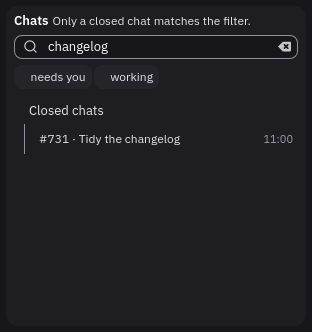 Chats Only a closed chat matches the filter.
changelog
needs you working
Closed chats
#731 · Tidy the changelog 11:00